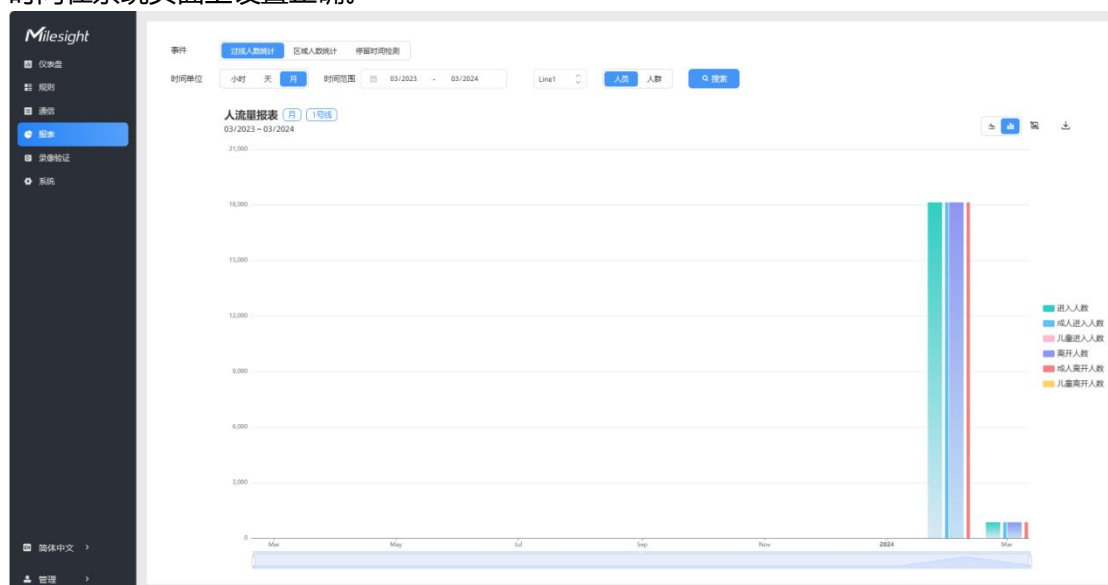 时间在系统页面上设置正确。
Milesight
仪表盘
规则
通信
报表
录像验证
系统
简体中文
管理
事件 过线人数统计 区域人数统计 停留时间检测
时间单位 小时 天 月 时间范围 03/2023 - 03/2024 Line1 人员 人群 搜索
人流量报表 月 1号线
03/2023 ~ 03/2024
21,000
18,000
15,000
12,000
9,000
6,000
3,000
0
Mar May Jul Sep Nov 2024 Mar
进入人数
成人进入人数
儿童进入人数
离开人数
成人离开人数
儿童离开人数